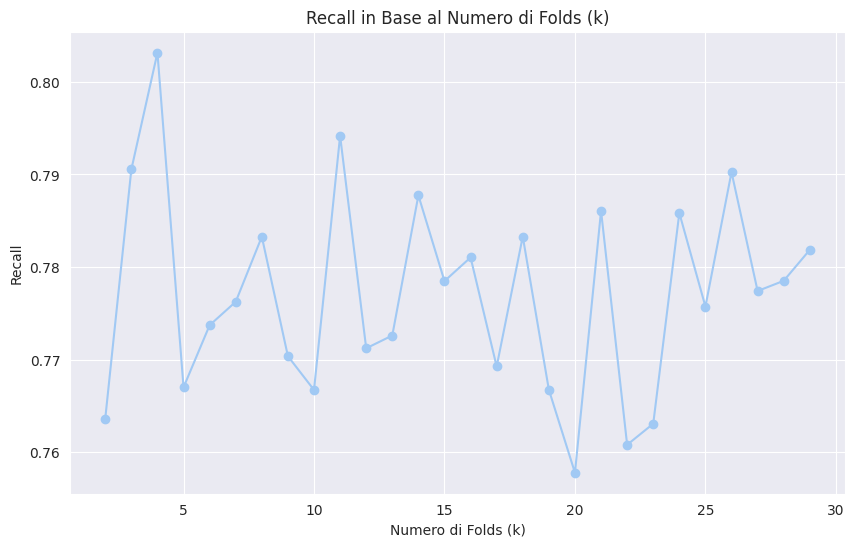 Recall in Base al Numero di Folds (k)
Recall
0.80
0.79
0.78
0.77
0.76
5 10 15 20 25 30
Numero di Folds (k)